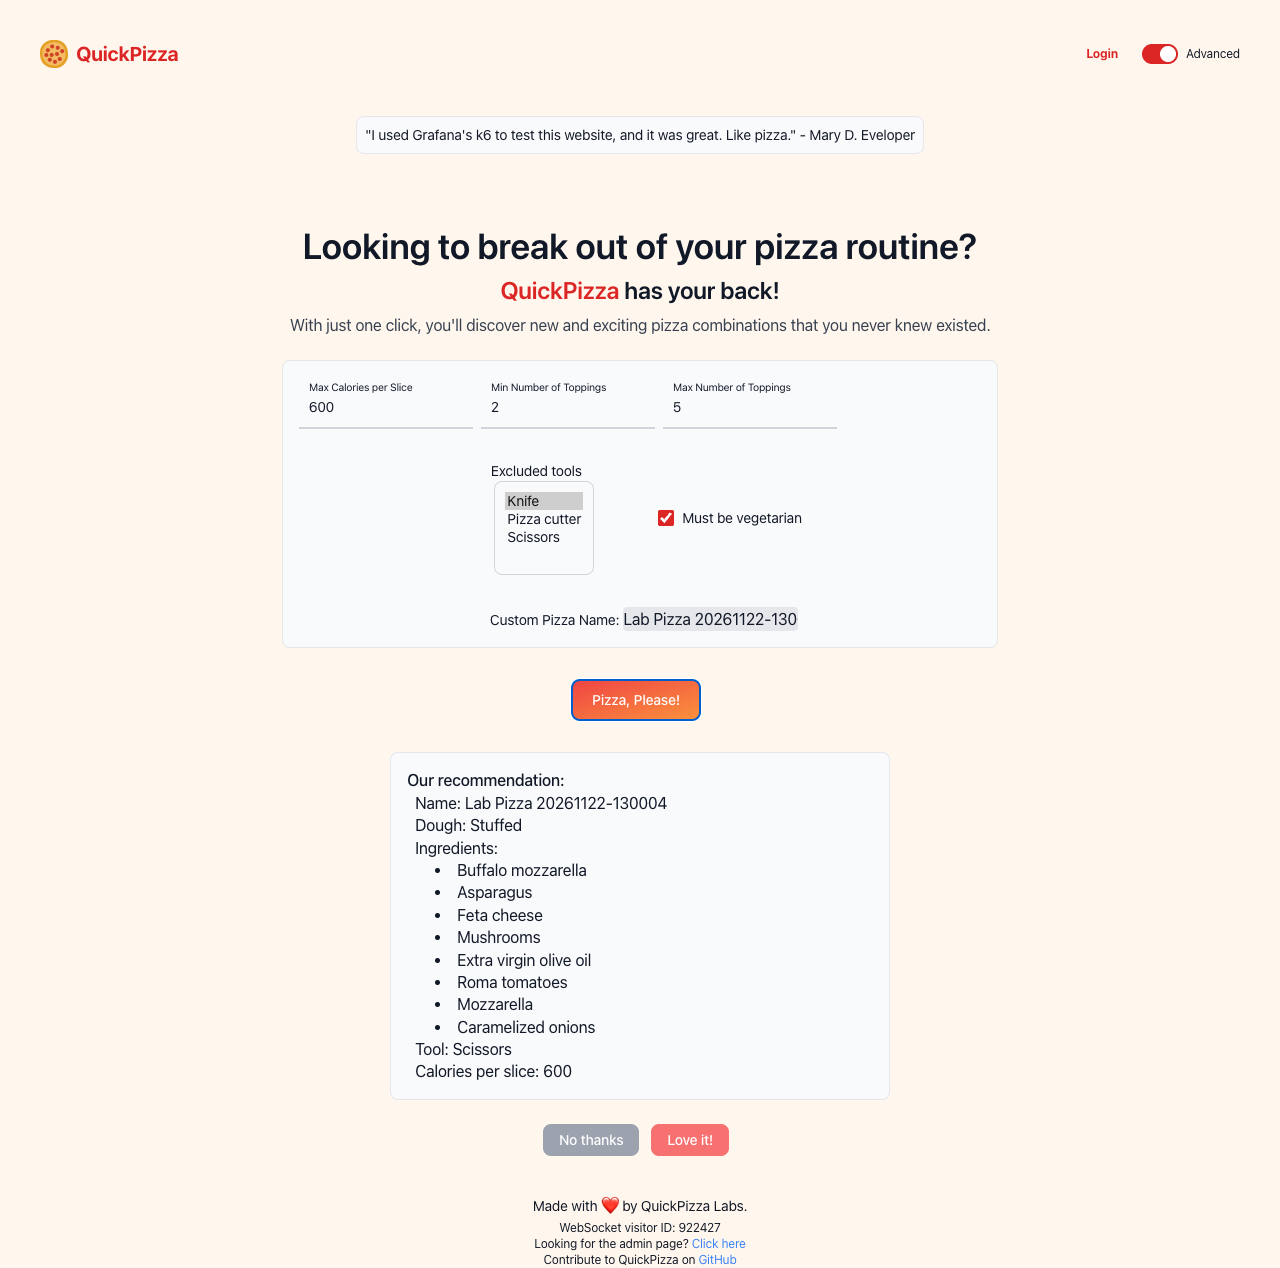 QuickPizza
Login
Advanced
"I used Grafana's k6 to test this website, and it was great. Like pizza." - Mary D. Eveloper
Looking to break out of your pizza routine?
QuickPizza has your back!
With just one click, you'll discover new and exciting pizza combinations that you never knew existed.
Max Calories per Slice
600
Min Number of Toppings
2
Max Number of Toppings
5
Excluded tools
Knife
Pizza cutter
Scissors
Must be vegetarian
Custom Pizza Name: Lab Pizza 20261122-130
Pizza, Please!
Our recommendation:
Name: Lab Pizza 20261122-130004
Dough: Stuffed
Ingredients:
• Buffalo mozzarella
• Asparagus
• Feta cheese
• Mushrooms
• Extra virgin olive oil
• Roma tomatoes
• Mozzarella
• Caramelized onions
Tool: Scissors
Calories per slice: 600
No thanks
Love it!
Made with ❤️ by QuickPizza Labs.
WebSocket visitor ID: 922427
Looking for the admin page? Click here
Contribute to QuickPizza on GitHub